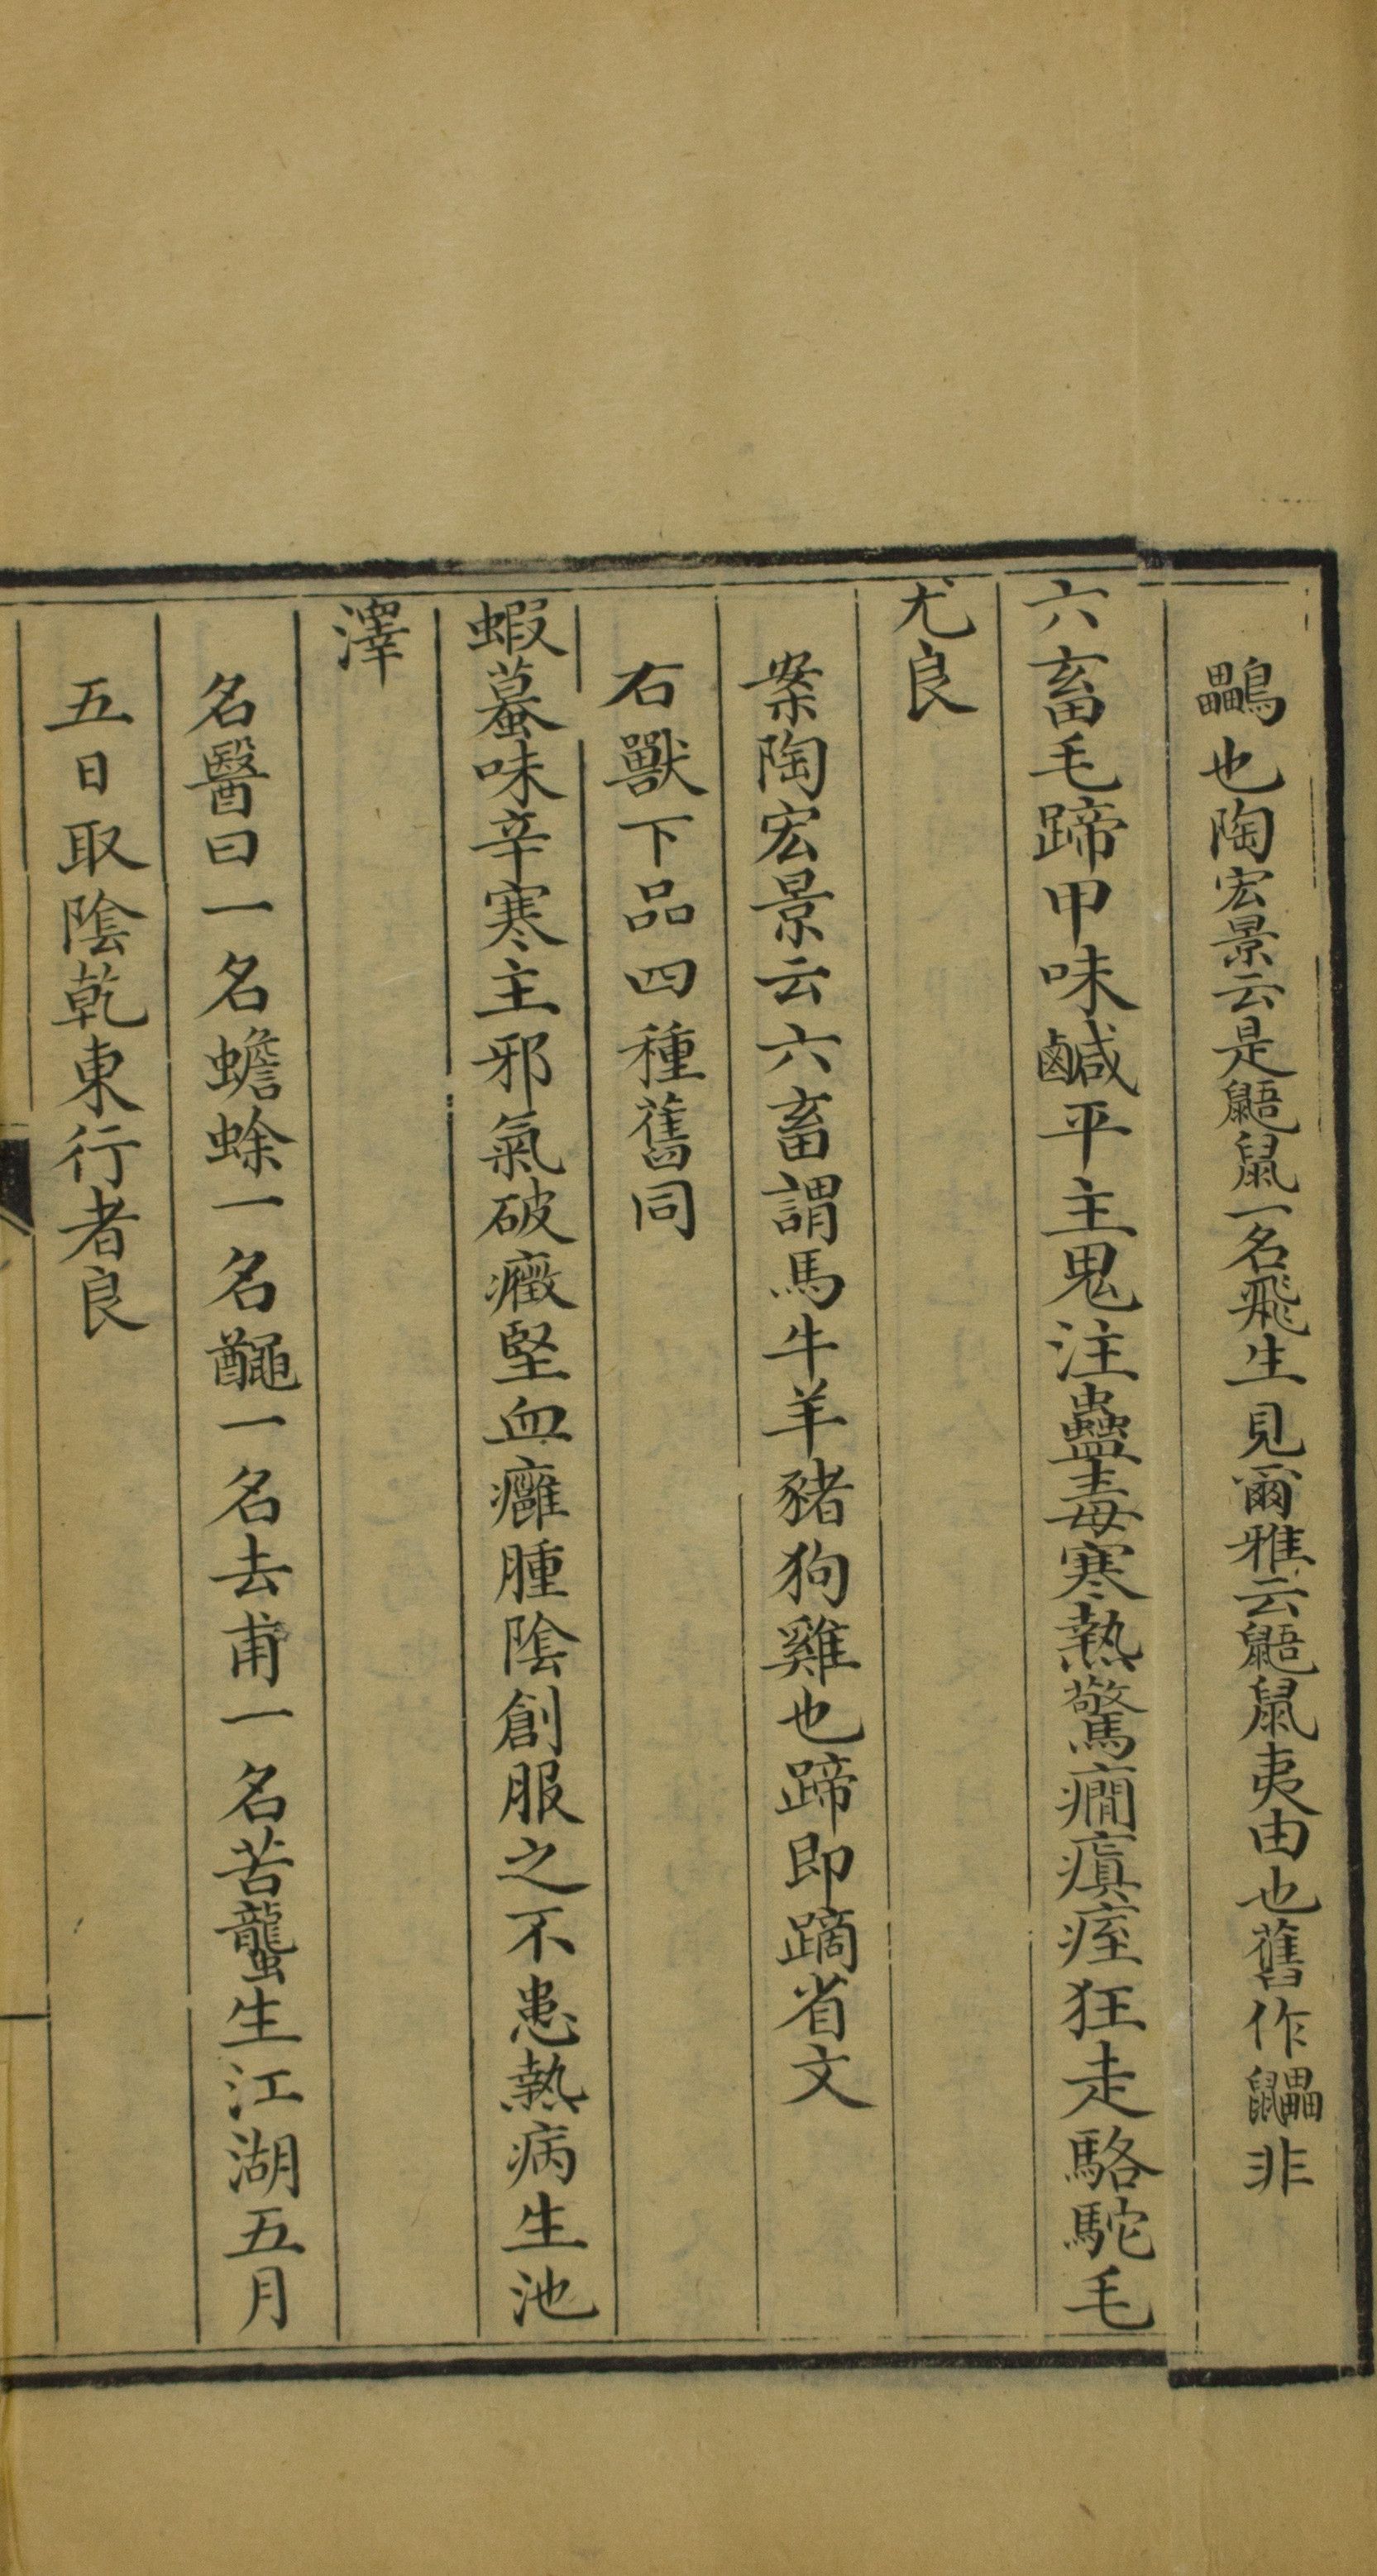 鸓也陶宏景云是鼯鼠一名飛生見爾雅云鼯鼠夷由也舊作鼺非
六畜毛蹄甲味鹹平主鬼注蠱毒寒熱驚癇瘨痓狂走駱駝毛
尤良
案陶宏景云六畜謂馬牛羊豬狗雞也蹄即蹢省文
右獸下品四種舊同
蝦蟇味辛寒主邪氣破癥堅血癰腫陰創服之不患熱病生池
澤
名醫曰一名蟾蜍一名𪓰一名去甫一名苦蠪生江湖五月
五日取陰乾東行者良